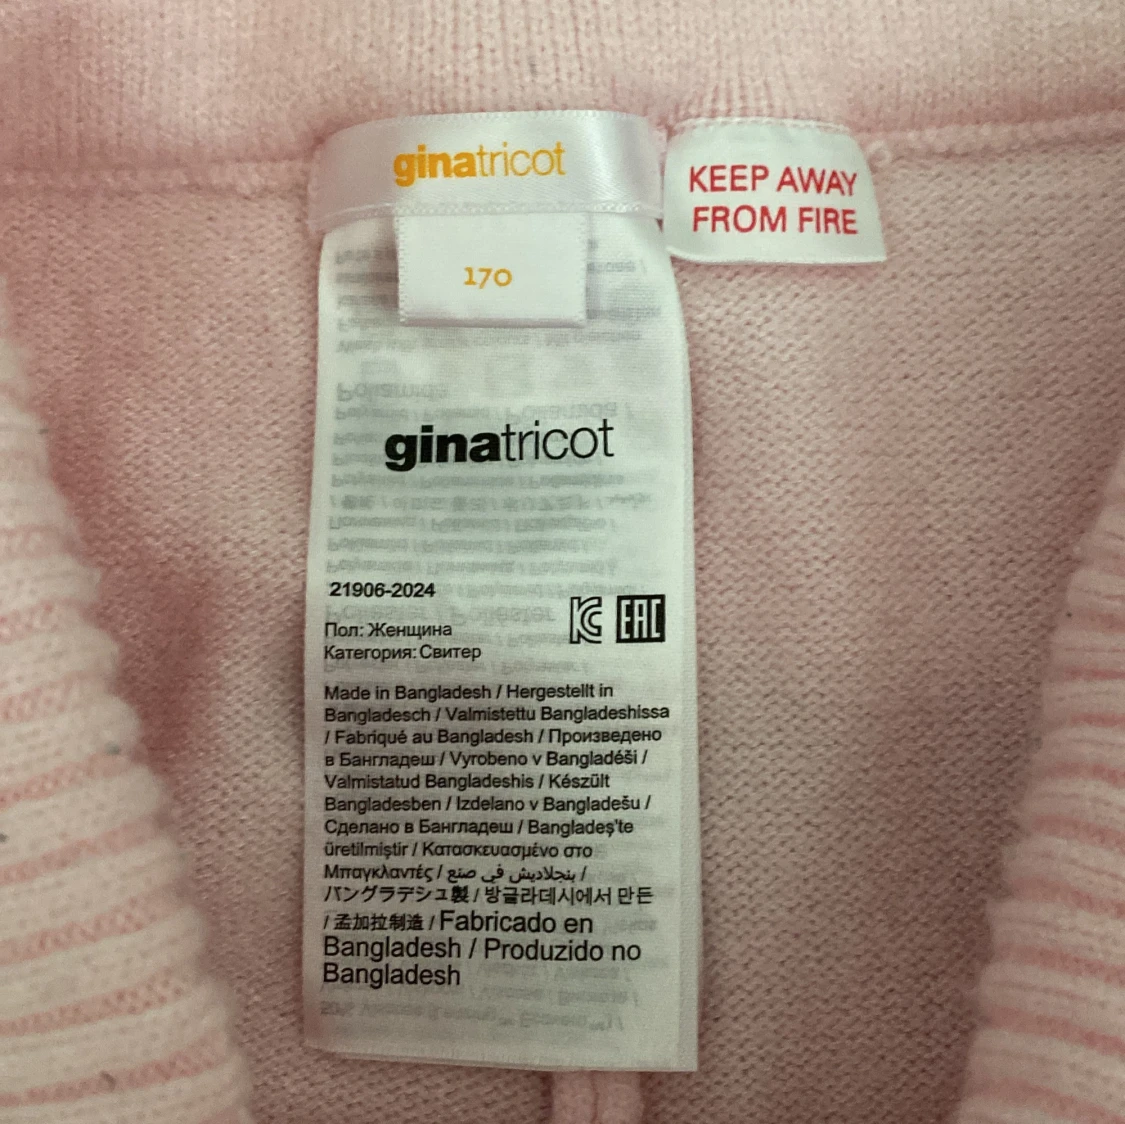 ginatricot
KEEP AWAY
FROM FIRE
170
ginatricot
21906-2024
EAC
Пол: Женщина
Категория: Свитер
Made in Bangladesh / Hergestellt in
Bangladesch / Valmistettu Bangladeshissa
/ Fabriqué au Bangladesh / Произведено
в Бангладеш / Vyrobeno v Bangladéši /
Valmistatud Bangladeshis / Készült
Bangladesben / Izdelano v Bangladešu /
Сделано в Бангладеш / Bangladeş'te
üretilmiştir / Κατασκευασμένο στο
Μπαγκλαντές / بنجلاديش في صنع /
バングラデシュ製 / 방글라데시에서 만든
/ 孟加拉制造 / Fabricado en
Bangladesh / Produzido no
Bangladesh